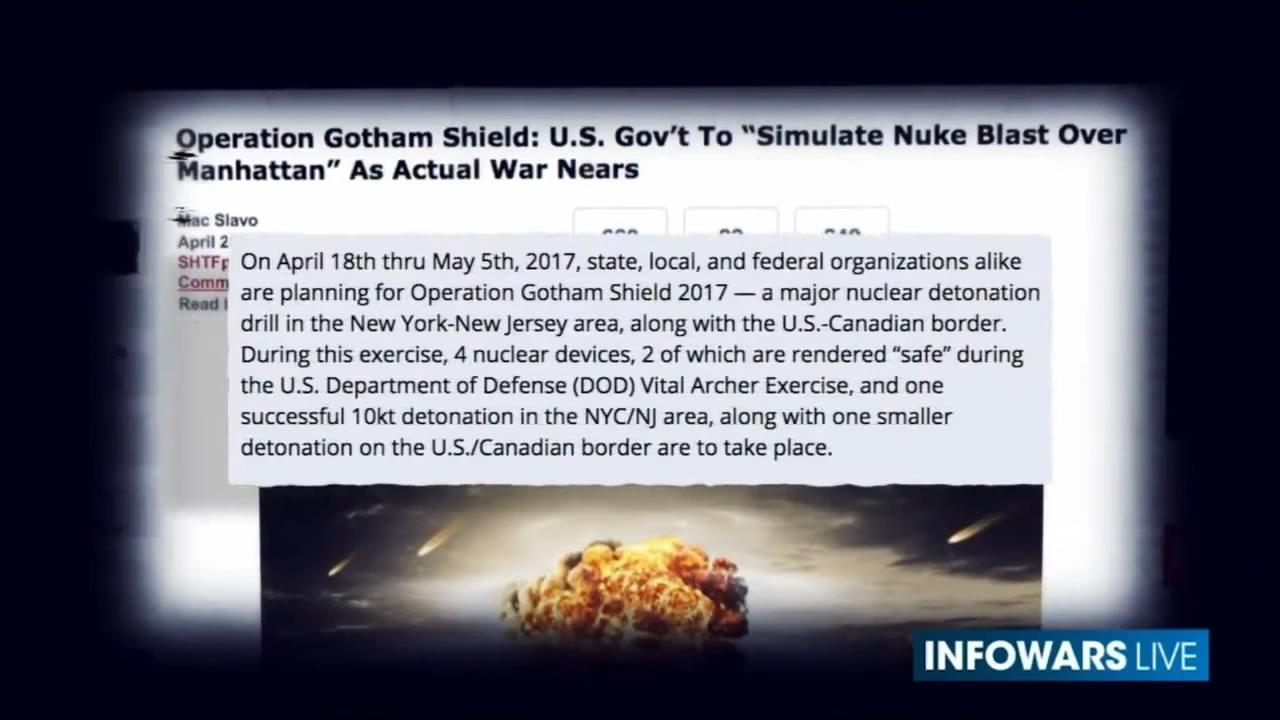 Operation Gotham Shield: U.S. Gov’t To “Simulate Nuke Blast Over
Manhattan” As Actual War Nears
Mac Slavo
April 2
SHTFp
Comm
Read
On April 18th thru May 5th, 2017, state, local, and federal organizations alike
are planning for Operation Gotham Shield 2017 — a major nuclear detonation
drill in the New York-New Jersey area, along with the U.S.-Canadian border.
During this exercise, 4 nuclear devices, 2 of which are rendered “safe” during
the U.S. Department of Defense (DOD) Vital Archer Exercise, and one
successful 10kt detonation in the NYC/NJ area, along with one smaller
detonation on the U.S./Canadian border are to take place.
INFOWARS LIVE